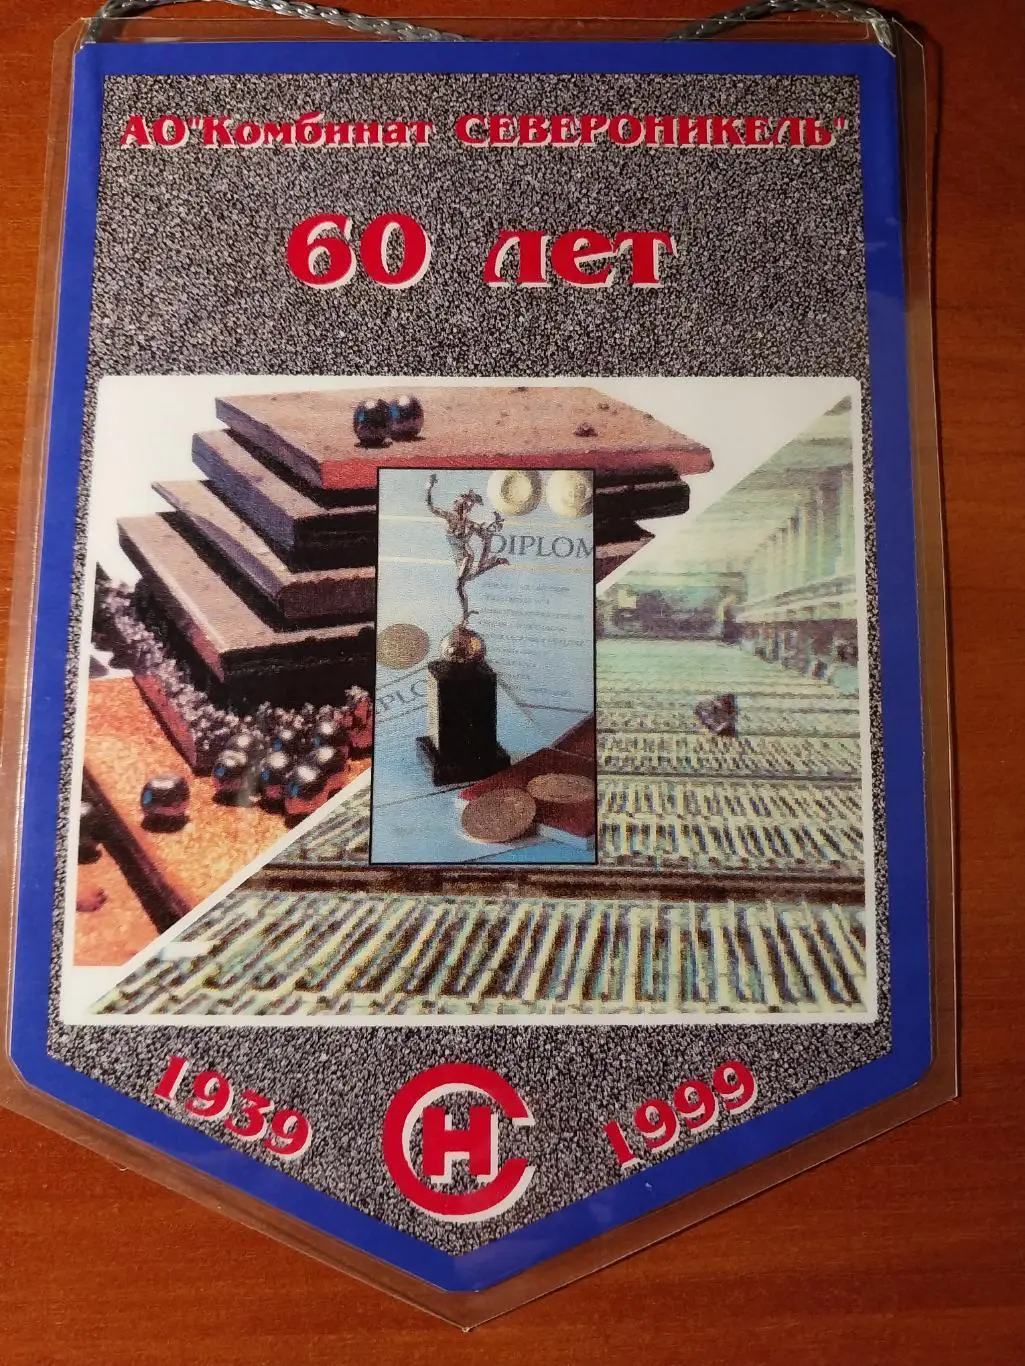 АО "Комбинат СЕВЕРОНИКЕЛЬ"
60 лет
DIPLOM
1939
СН
1999